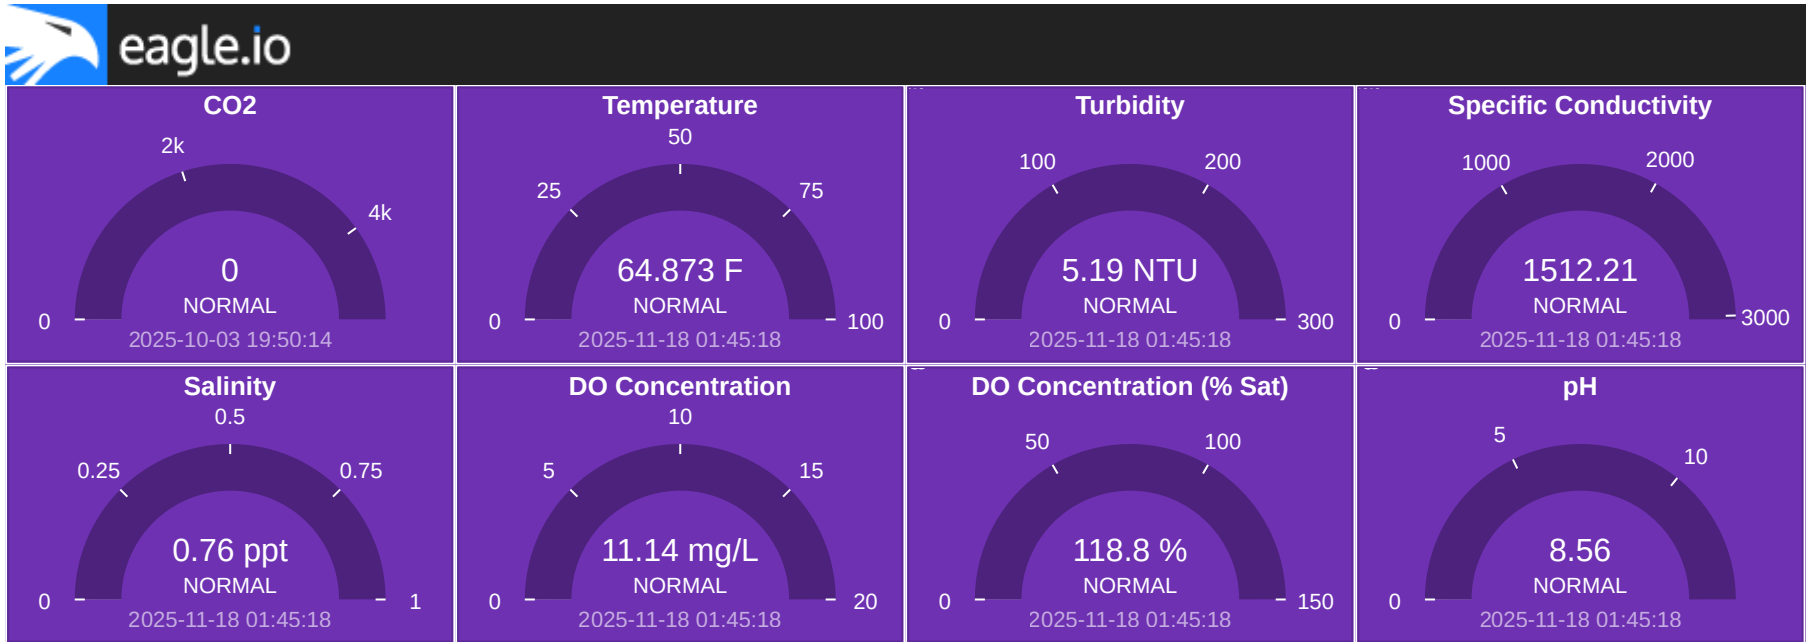 eagle.io
CO2
2k
4k
0
NORMAL
0
2025-10-03 19:50:14
Temperature
50
25
75
64.873 F
NORMAL
0
100
2025-11-18 01:45:18
Turbidity
100
200
5.19 NTU
NORMAL
0
300
2025-11-18 01:45:18
Specific Conductivity
1000
2000
1512.21
NORMAL
0
3000
2025-11-18 01:45:18
Salinity
0.5
0.25
0.75
0.76 ppt
NORMAL
0
1
2025-11-18 01:45:18
DO Concentration
10
5
15
11.14 mg/L
NORMAL
0
20
2025-11-18 01:45:18
DO Concentration (% Sat)
50
100
118.8 %
NORMAL
0
150
2025-11-18 01:45:18
pH
5
10
8.56
NORMAL
0
2025-11-18 01:45:18